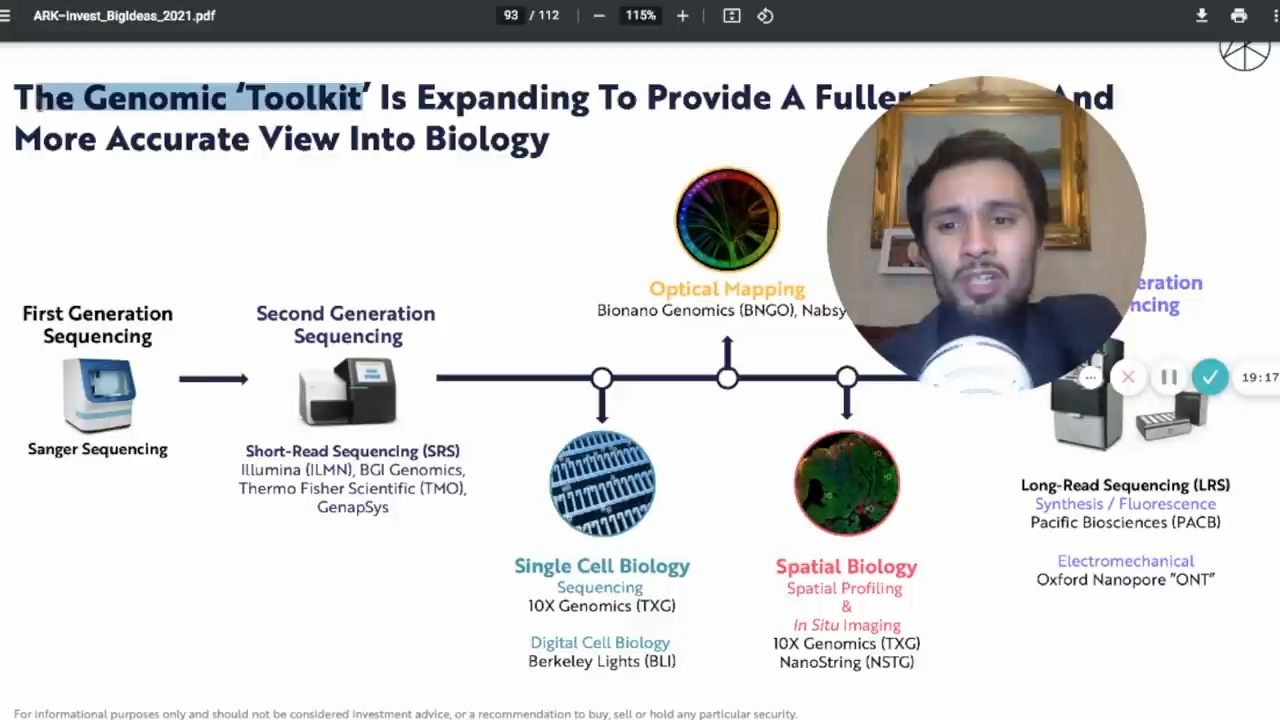 ARK-Invest_BigIdeas_2021.pdf
93 / 112
115%
The Genomic ‘Toolkit’ Is Expanding To Provide A Fuller And
More Accurate View Into Biology
Optical Mapping
Bionano Genomics (BNGO), Nabsy
First Generation
Sequencing
Sanger Sequencing
Second Generation
Sequencing
Short-Read Sequencing (SRS)
Illumina (ILMN), BGI Genomics,
Thermo Fisher Scientific (TMO),
GenapSys
Single Cell Biology
Sequencing
10X Genomics (TXG)
Digital Cell Biology
Berkeley Lights (BLI)
Spatial Biology
Spatial Profiling
&
In Situ Imaging
10X Genomics (TXG)
NanoString (NSTG)
19:17
Long-Read Sequencing (LRS)
Synthesis / Fluorescence
Pacific Biosciences (PACB)
Electromechanical
Oxford Nanopore "ONT"
For informational purposes only and should not be considered investment advice, or a recommendation to buy, sell or hold any particular security.